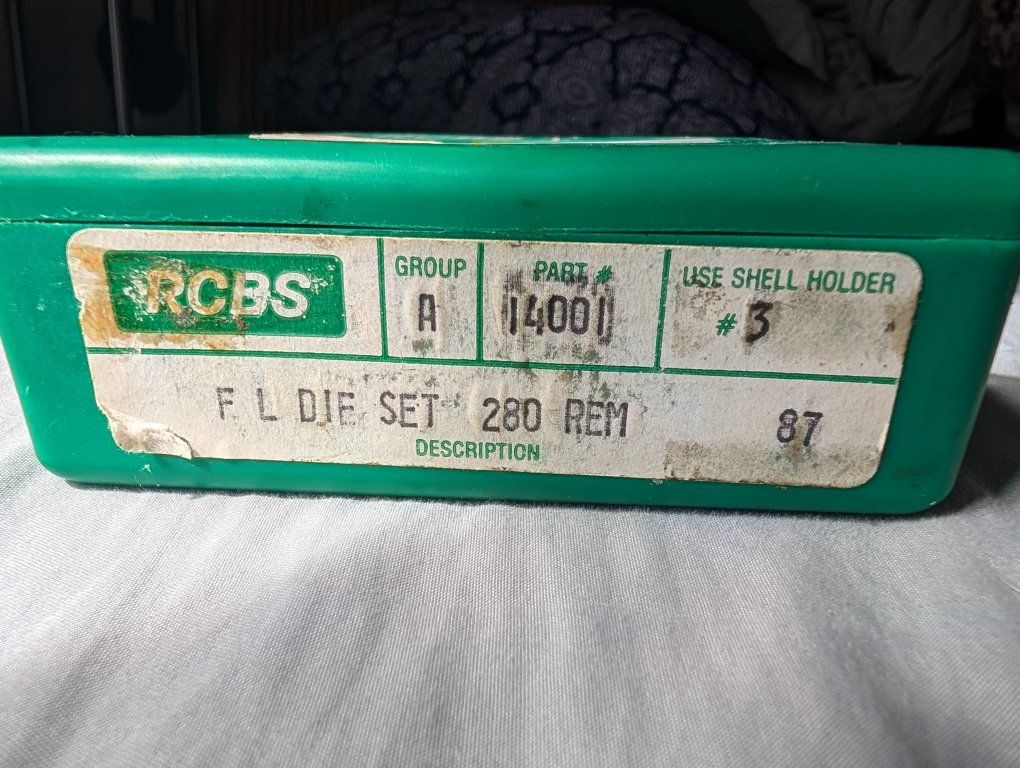 RCBS
GROUP
A
PART #
14001
USE SHELL HOLDER
# 3
F L DIE SET 280 REM 87
DESCRIPTION